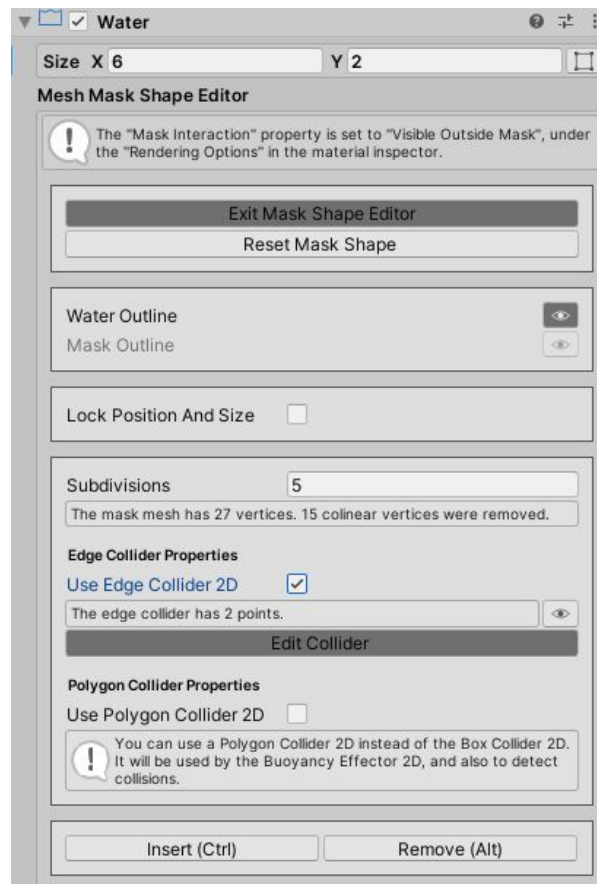 Water
Size X 6 Y 2
Mesh Mask Shape Editor
The "Mask Interaction" property is set to "Visible Outside Mask", under
the "Rendering Options" in the material inspector.
Exit Mask Shape Editor
Reset Mask Shape
Water Outline
Mask Outline
Lock Position And Size
Subdivisions 5
The mask mesh has 27 vertices. 15 colinear vertices were removed.
Edge Collider Properties
Use Edge Collider 2D
The edge collider has 2 points.
Edit Collider
Polygon Collider Properties
Use Polygon Collider 2D
You can use a Polygon Collider 2D instead of the Box Collider 2D.
It will be used by the Buoyancy Effector 2D, and also to detect
collisions.
Insert (Ctrl) Remove (Alt)